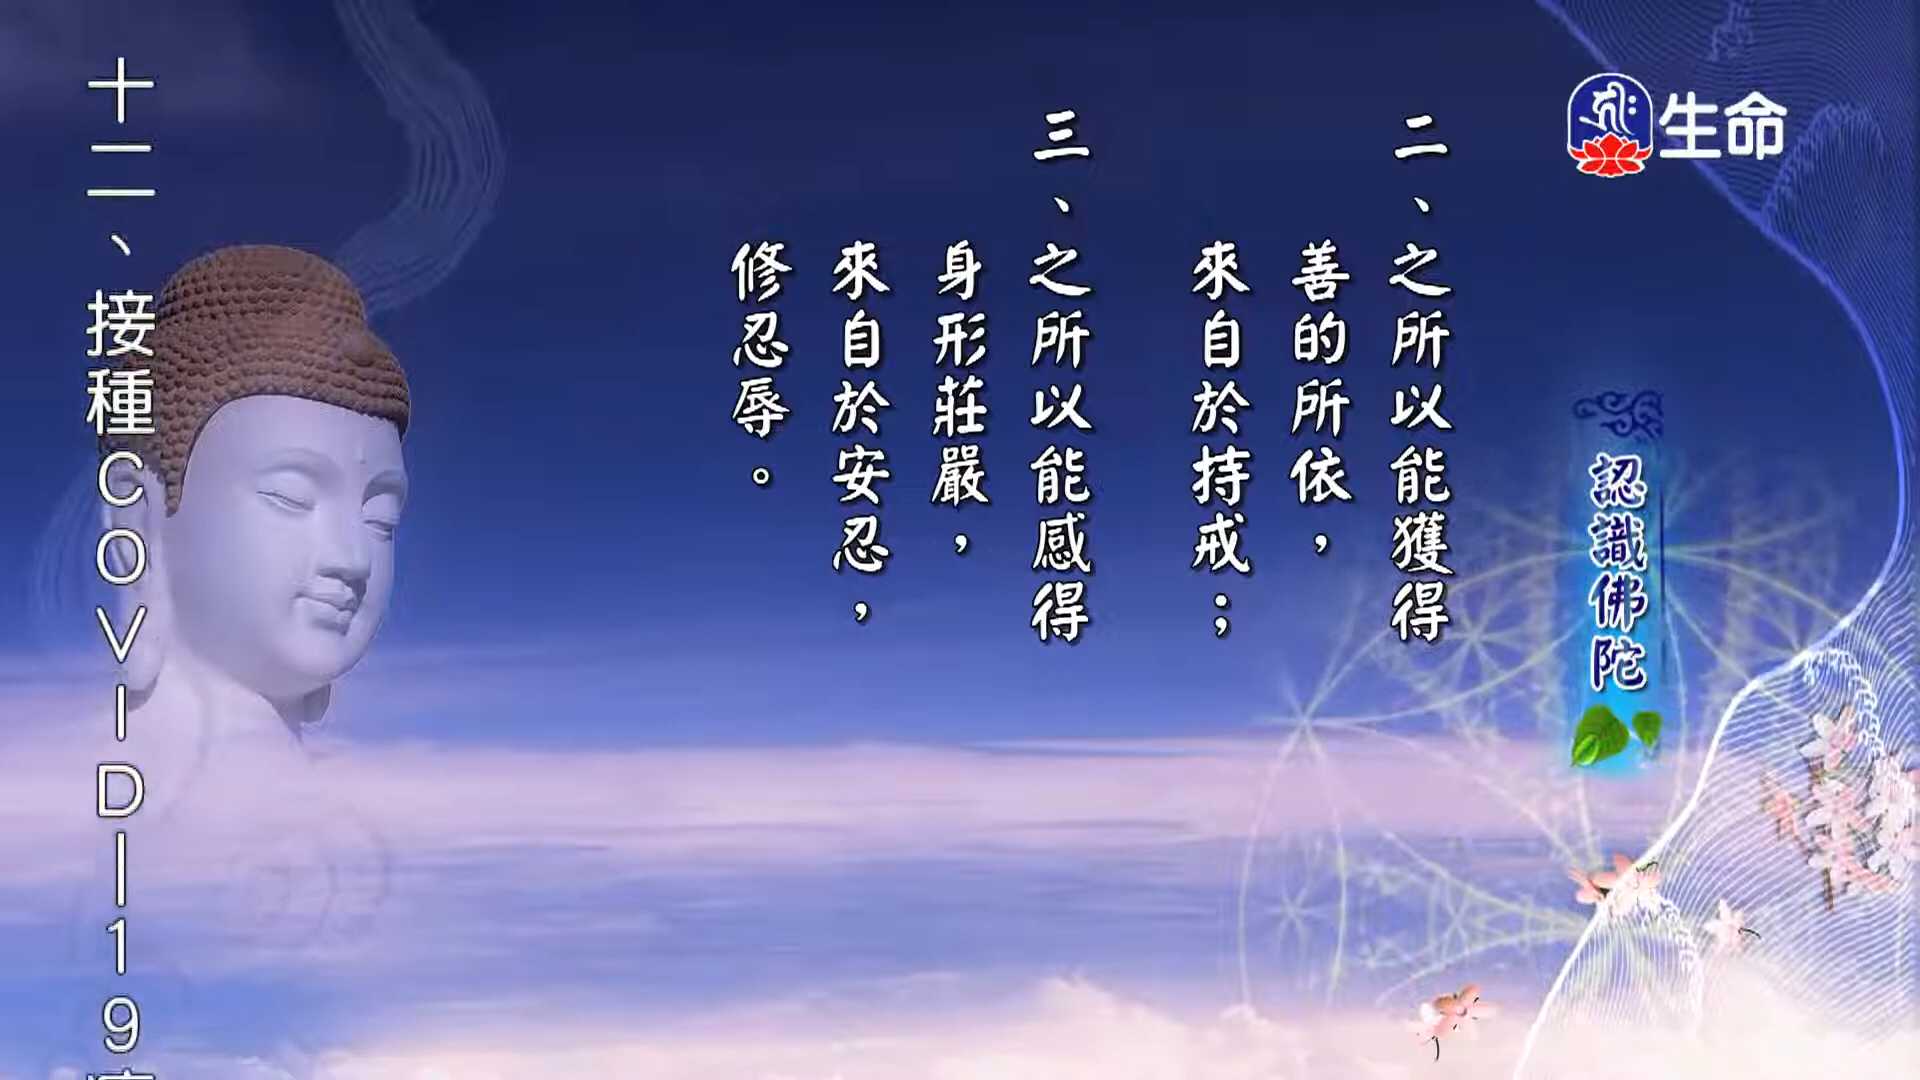 生命
認識佛陀
二、之所以能獲得
善的所依，
來自於持戒；
三、之所以能感得
身形莊嚴，
來自於安忍，
修忍辱。
十二、接種COVID—19